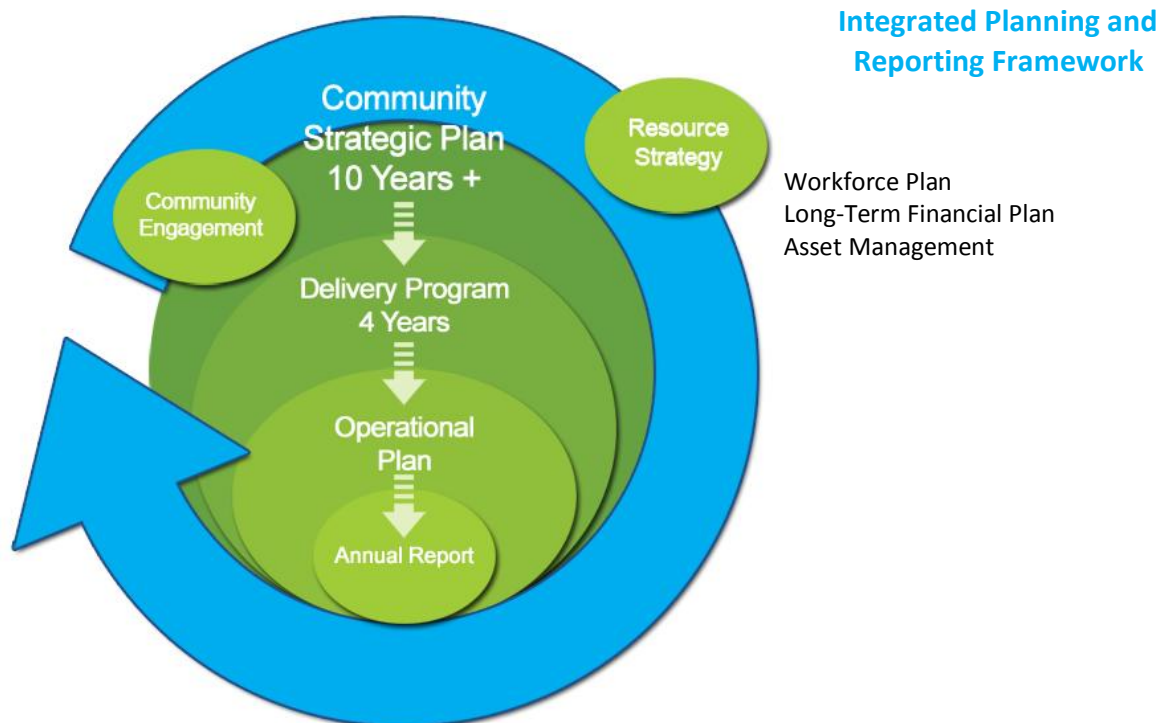 Integrated Planning and
Reporting Framework
Community
Strategic Plan
10 Years +
Resource
Strategy
Community
Engagement
Workforce Plan
Long-Term Financial Plan
Asset Management
Delivery Program
4 Years
Operational
Plan
Annual Report